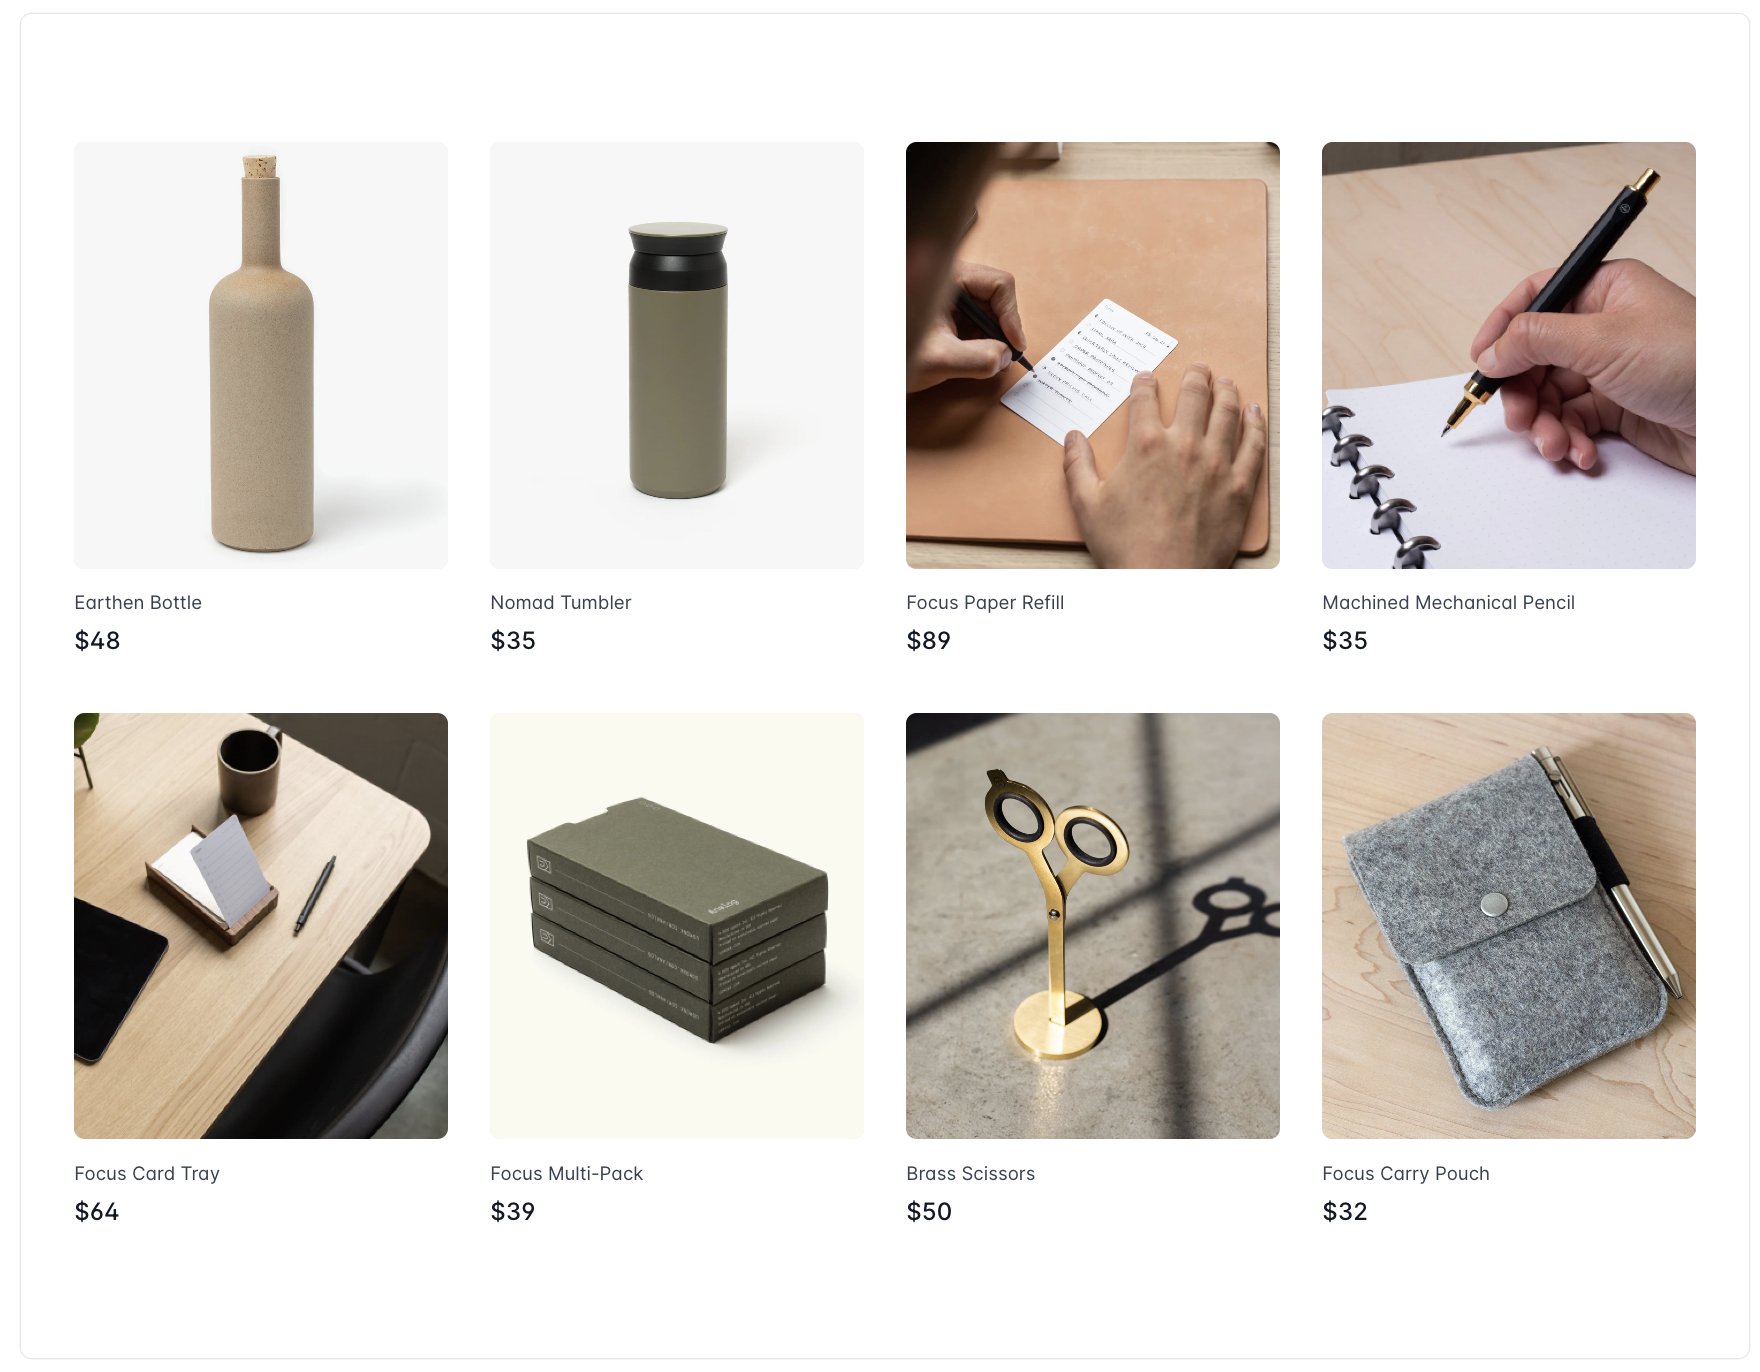 Earthen Bottle
$48
Nomad Tumbler
$35
Focus Paper Refill
$89
Machined Mechanical Pencil
$35
Analog
Focus Card Tray
$64
Focus Multi-Pack
$39
Brass Scissors
$50
Focus Carry Pouch
$32